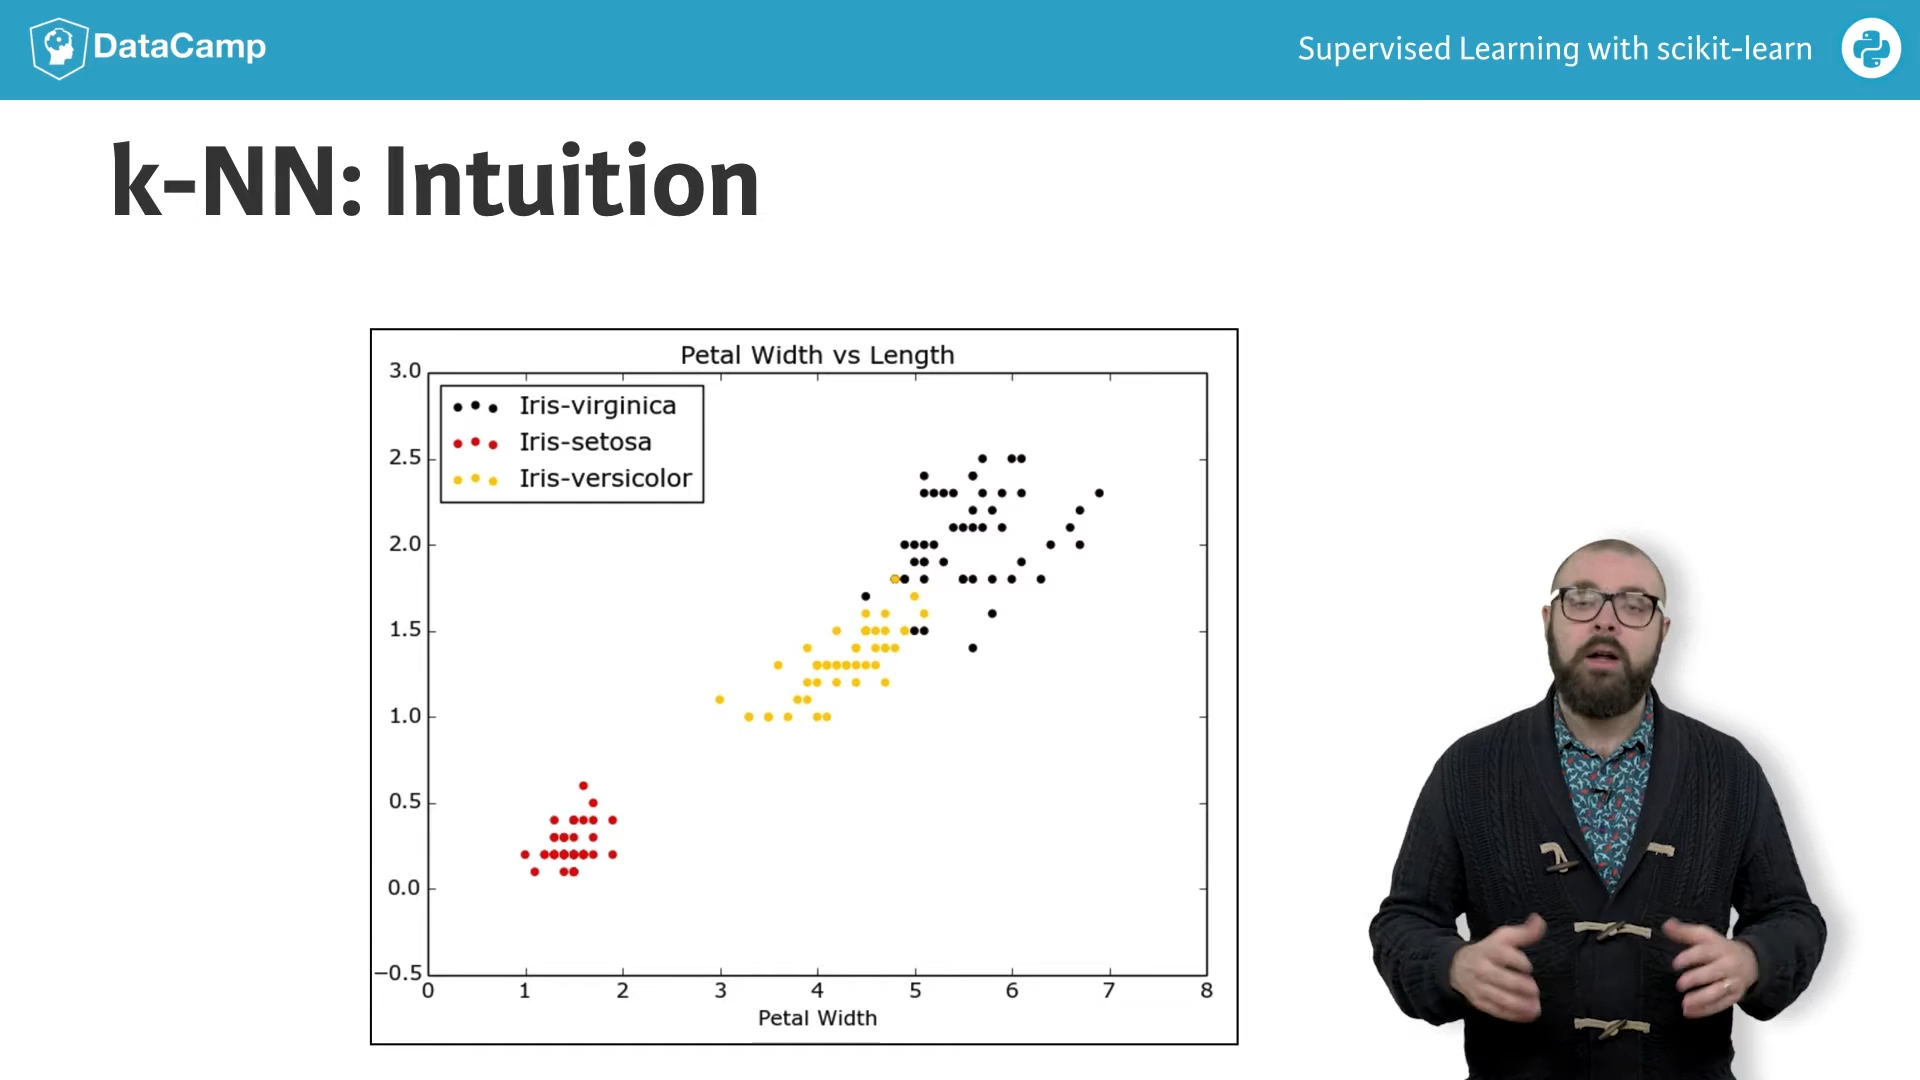 DataCamp
Supervised Learning with scikit-learn
k-NN: Intuition
Petal Width vs Length
3.0
Iris-virginica
Iris-setosa
Iris-versicolor
2.5
2.0
1.5
1.0
0.5
0.0
−0.5
0 1 2 3 4 5 6 7 8
Petal Width